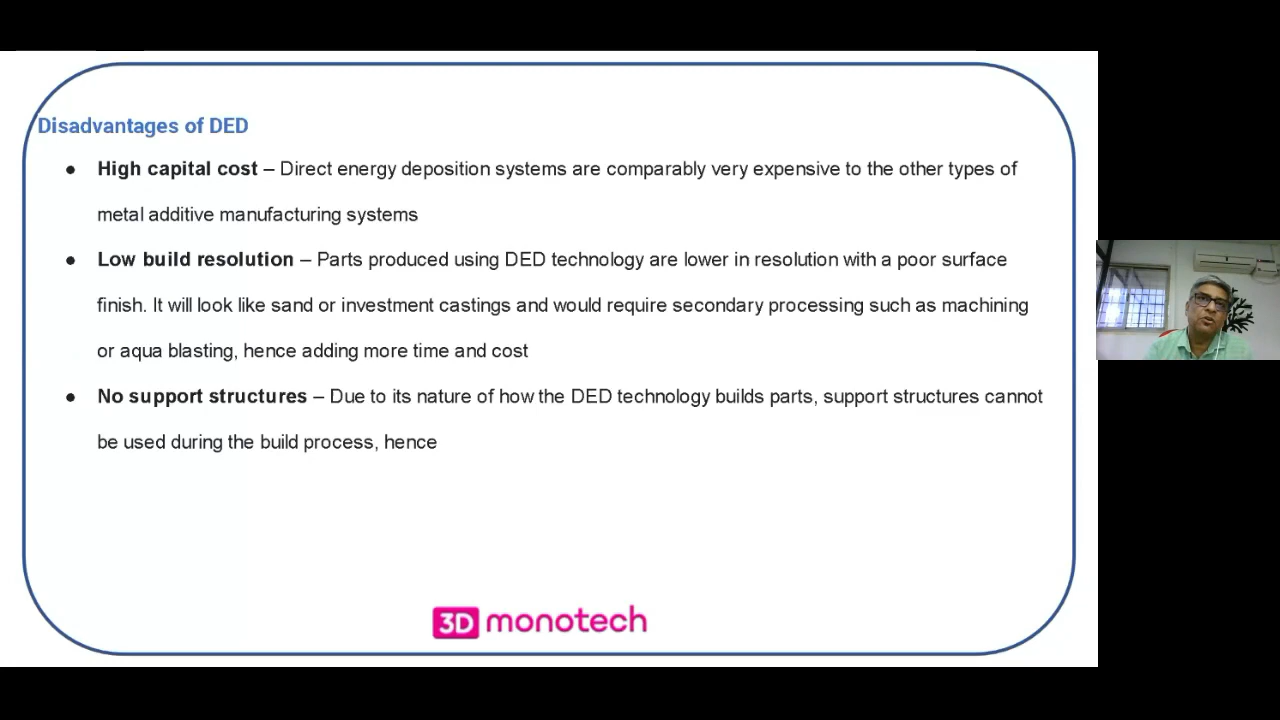 Disadvantages of DED
● High capital cost – Direct energy deposition systems are comparably very expensive to the other types of
metal additive manufacturing systems
● Low build resolution – Parts produced using DED technology are lower in resolution with a poor surface
finish. It will look like sand or investment castings and would require secondary processing such as machining
or aqua blasting, hence adding more time and cost
● No support structures – Due to its nature of how the DED technology builds parts, support structures cannot
be used during the build process, hence
3D monotech